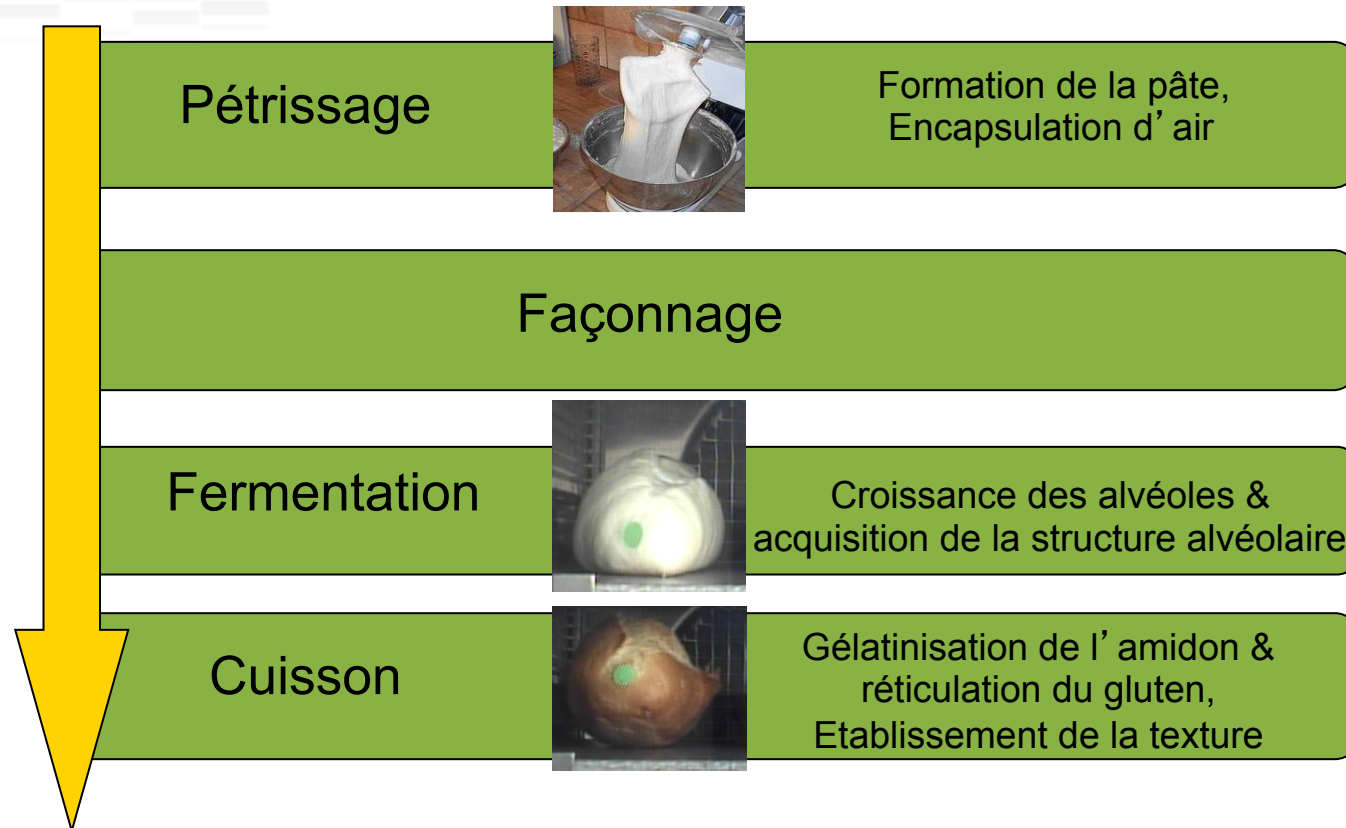 Pétrissage
Formation de la pâte,
Encapsulation d’ air
Façonnage
Fermentation
Croissance des alvéoles &
acquisition de la structure alvéolaire
Cuisson
Gélatinisation de l’ amidon &
réticulation du gluten,
Etablissement de la texture